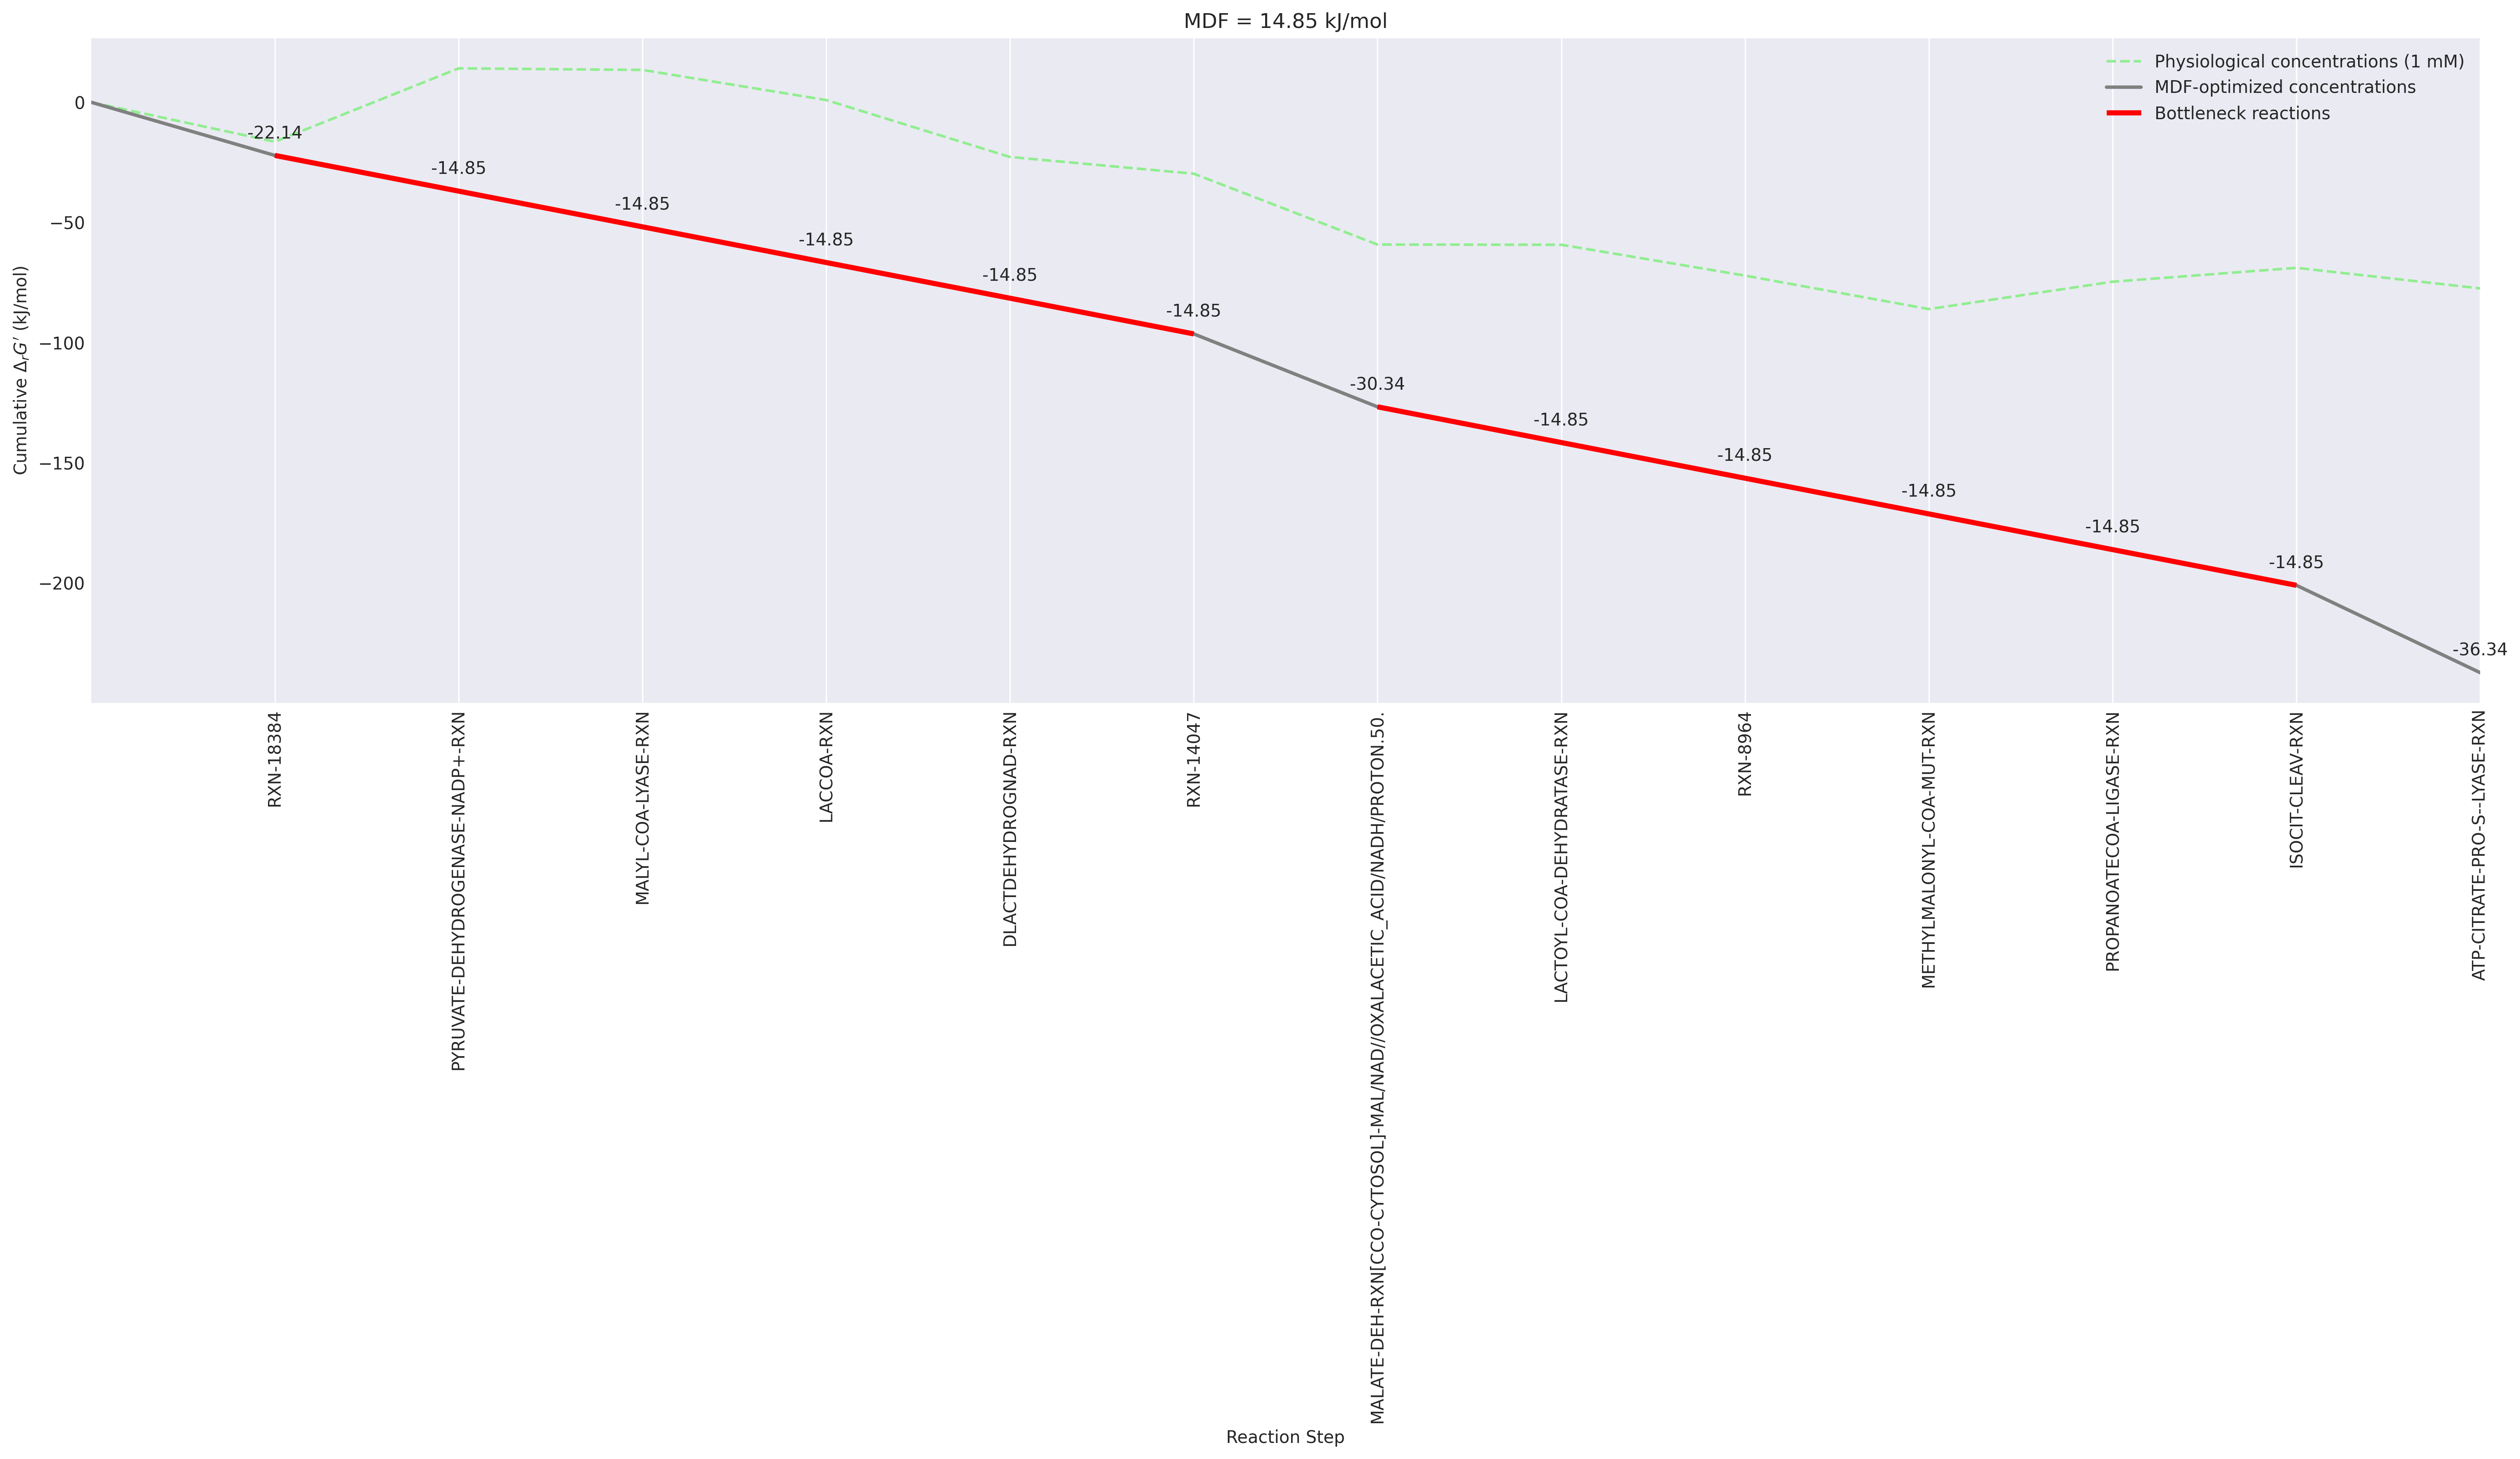 MDF = 14.85 kJ/mol
Physiological concentrations (1 mM)
MDF-optimized concentrations
Bottleneck reactions
Cumulative ΔrG′ (kJ/mol)
0
−50
−100
−150
−200
-22.14
-14.85
-14.85
-14.85
-14.85
-14.85
-30.34
-14.85
-14.85
-14.85
-14.85
-14.85
-36.34
RXN-18384
PYRUVATE-DEHYDROGENASE-NADP+-RXN
MALYL-COA-LYASE-RXN
LACCOA-RXN
DLACTDEHYDROGNAD-RXN
RXN-14047
MALATE-DEH-RXN[CCO-CYTOSOL]-MAL/NAD//OXALACETIC_ACID/NADH/PROTON.50.
LACTOYL-COA-DEHYDRATASE-RXN
RXN-8964
METHYLMALONYL-COA-MUT-RXN
PROPANOATECOA-LIGASE-RXN
ISOCIT-CLEAV-RXN
ATP-CITRATE-PRO-S--LYASE-RXN
Reaction Step